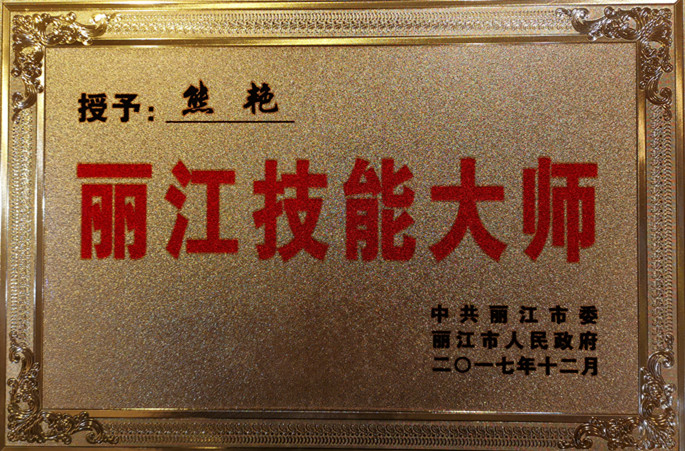 授予：熊艳
丽江技能大师
中共丽江市委
丽江市人民政府
二〇一七年十二月